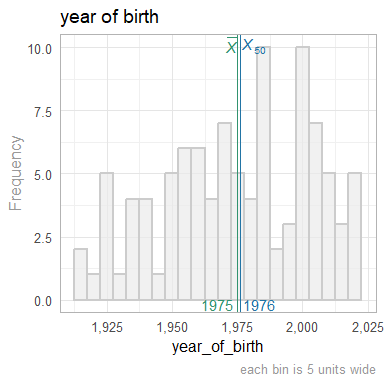 year of birth
X̅ X50
10.0
7.5
5.0
2.5
0.0
Frequency
1975 1976
1,925 1,950 1,975 2,000 2,025
year_of_birth
each bin is 5 units wide